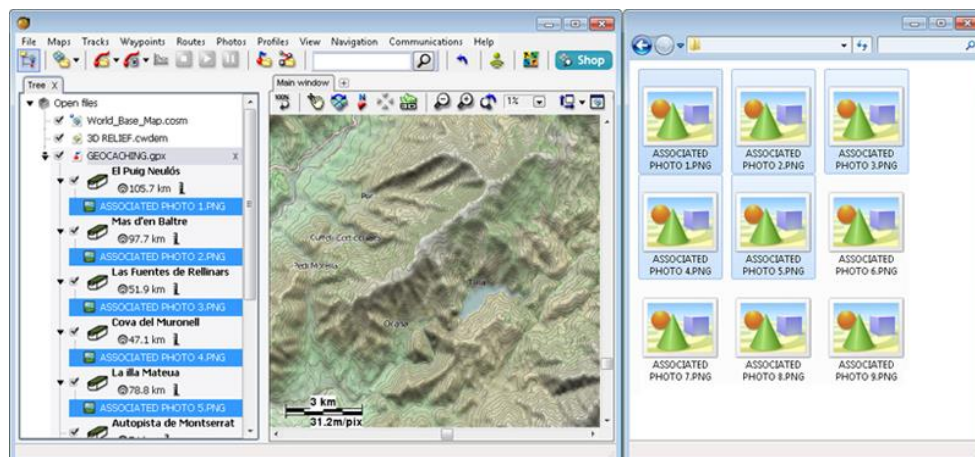 File Maps Tracks Waypoints Routes Photos Profiles View Navigation Communications Help
Shop
Tree X
Open files
World_Base_Map.cosm
3D RELIEF.cwdem
GEOCACHING.gpx x
El Puig Neulós
105.7 km
ASSOCIATED PHOTO 1.PNG
Mas d'en Baltre
97.7 km
ASSOCIATED PHOTO 2.PNG
Las Fuentes de Rellinars
51.9 km
ASSOCIATED PHOTO 3.PNG
Cova del Muronell
47.1 km
ASSOCIATED PHOTO 4.PNG
La illa Mateua
78.8 km
ASSOCIATED PHOTO 5.PNG
Autopista de Montserrat
Main window
100%
1%
3 km
31.2m/pix
ASSOCIATED PHOTO 1.PNG
ASSOCIATED PHOTO 2.PNG
ASSOCIATED PHOTO 3.PNG
ASSOCIATED PHOTO 4.PNG
ASSOCIATED PHOTO 5.PNG
ASSOCIATED PHOTO 6.PNG
ASSOCIATED PHOTO 7.PNG
ASSOCIATED PHOTO 8.PNG
ASSOCIATED PHOTO 9.PNG